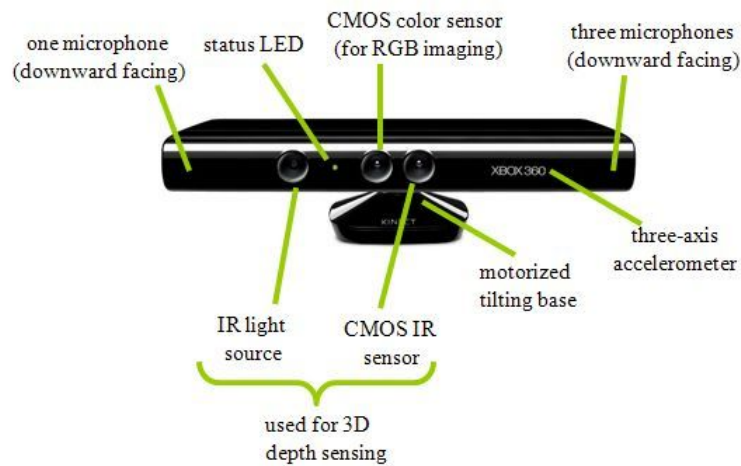 one microphone
(downward facing)
status LED
CMOS color sensor
(for RGB imaging)
three microphones
(downward facing)
XBOX 360
KINECT
three-axis
accelerometer
motorized
tilting base
IR light
source
CMOS IR
sensor
used for 3D
depth sensing